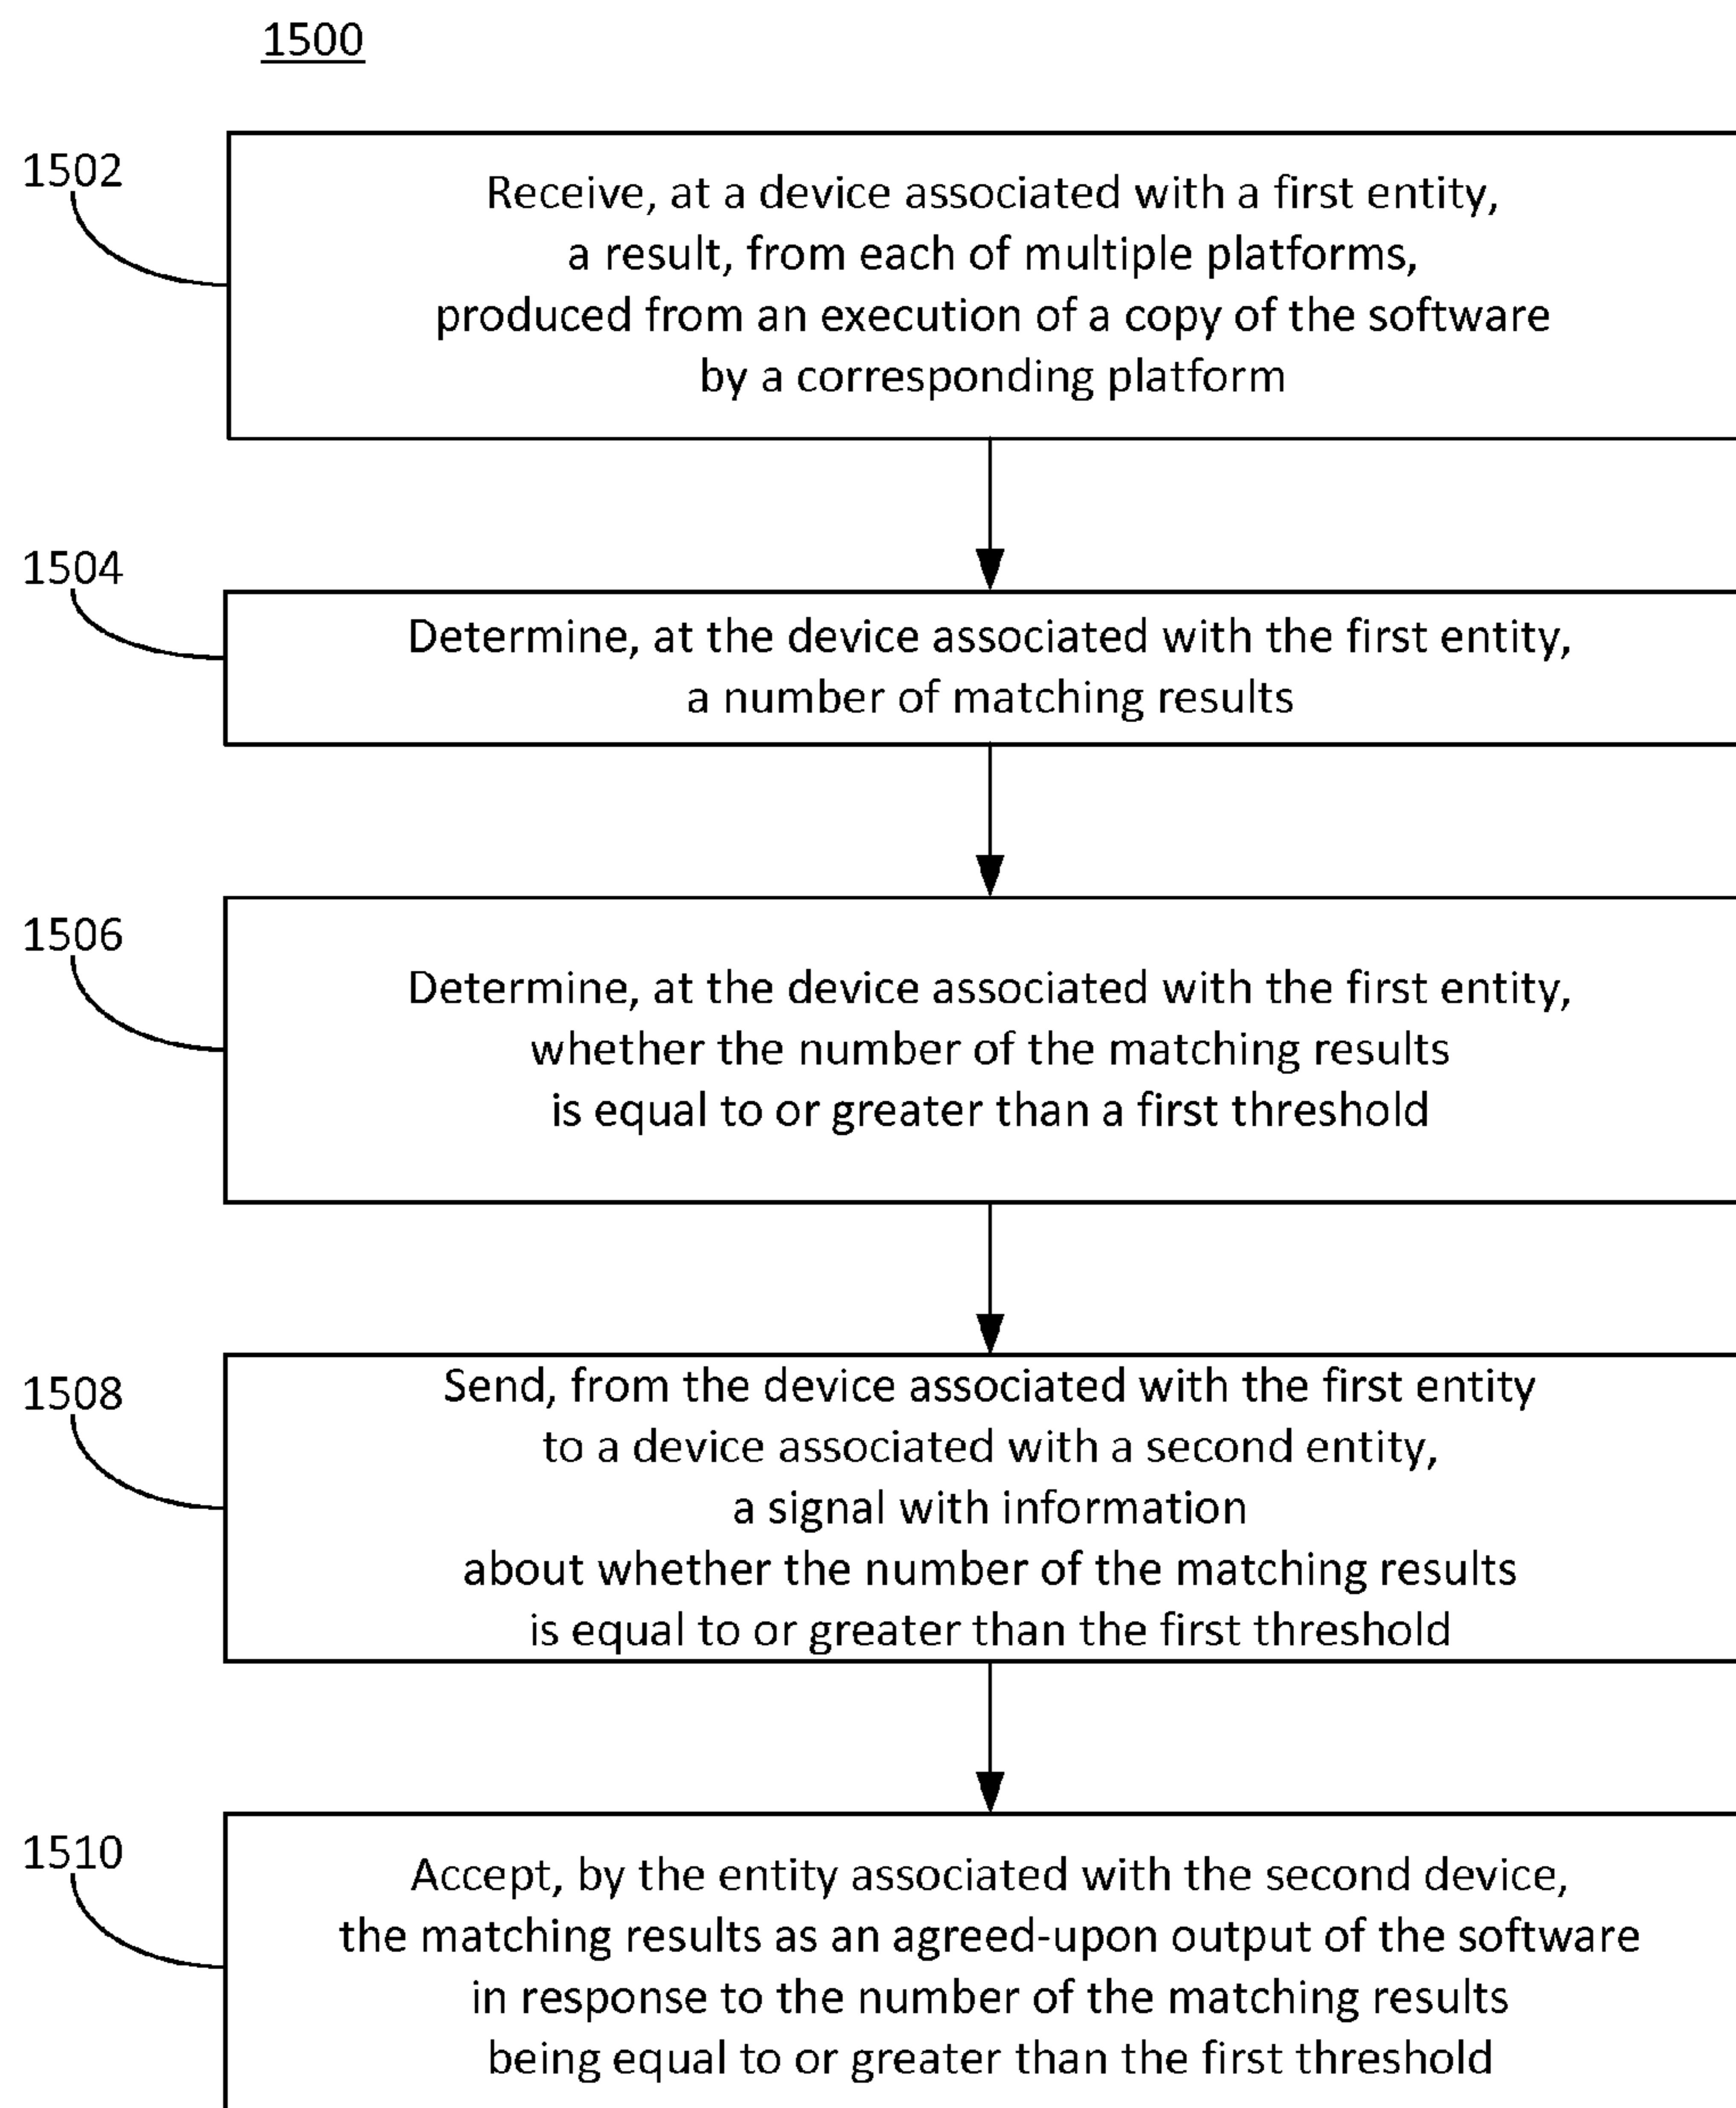 1500
1502
Receive, at a device associated with a first entity,
a result, from each of multiple platforms,
produced from an execution of a copy of the software
by a corresponding platform
1504
Determine, at the device associated with the first entity,
a number of matching results
1506
Determine, at the device associated with the first entity,
whether the number of the matching results
is equal to or greater than a first threshold
1508
Send, from the device associated with the first entity
to a device associated with a second entity,
a signal with information
about whether the number of the matching results
is equal to or greater than the first threshold
1510
Accept, by the entity associated with the second device,
the matching results as an agreed-upon output of the software
in response to the number of the matching results
being equal to or greater than the first threshold